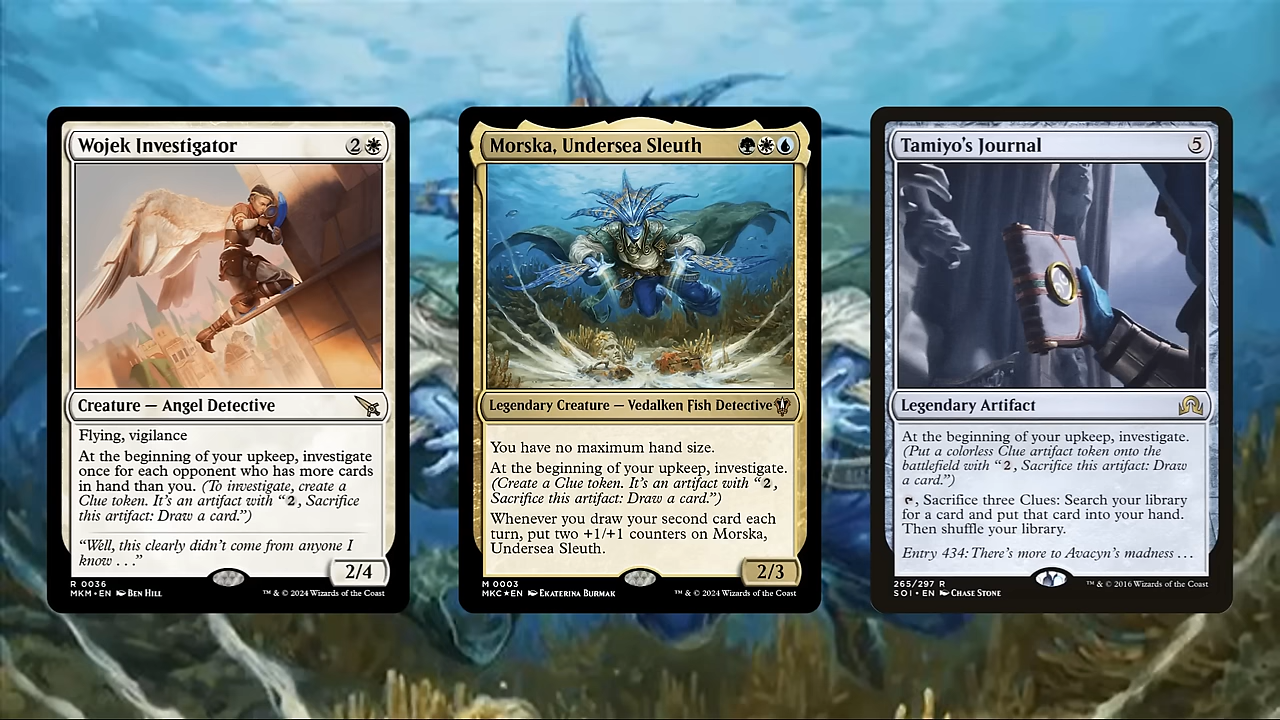 Wojek Investigator
2
Creature — Angel Detective
Flying, vigilance
At the beginning of your upkeep, investigate
once for each opponent who has more cards
in hand than you. (To investigate, create a
Clue token. It's an artifact with "2, Sacrifice
this artifact: Draw a card.")
"Well, this clearly didn't come from anyone I
know . . ."
2/4
R 0036
MKM • EN BEN HILL
™ & © 2024 Wizards of the Coast
Morska, Undersea Sleuth
Legendary Creature — Vedalken Fish Detective
You have no maximum hand size.
At the beginning of your upkeep, investigate.
(Create a Clue token. It's an artifact with "2,
Sacrifice this artifact: Draw a card.")
Whenever you draw your second card each
turn, put two +1/+1 counters on Morska,
Undersea Sleuth.
2/3
M 0003
MKC ★ EN EKATERINA BURMAK
™ & © 2024 Wizards of the Coast
Tamiyo's Journal
5
Legendary Artifact
At the beginning of your upkeep, investigate.
(Put a colorless Clue artifact token onto the
battlefield with "2, Sacrifice this artifact: Draw
a card.")
, Sacrifice three Clues: Search your library
for a card and put that card into your hand.
Then shuffle your library.
Entry 434: There's more to Avacyn's madness . . .
265/297 R
SOI • EN CHASE STONE
™ & © 2016 Wizards of the Coast